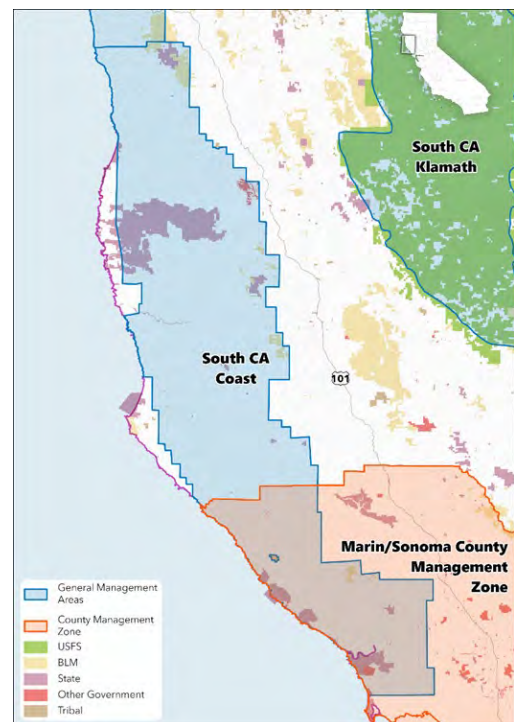 South CA
Klamath
South CA
Coast
101
Marin/Sonoma County
Management
Zone
General Management
Areas
County Management
Zone
USFS
BLM
State
Other Government
Tribal